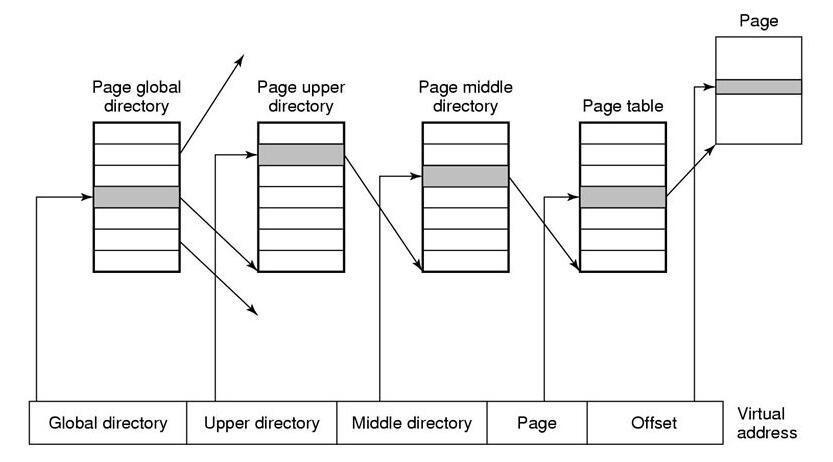 Page
Page global
directory
Page upper
directory
Page middle
directory
Page table
Global directory
Upper directory
Middle directory
Page
Offset
Virtual
address